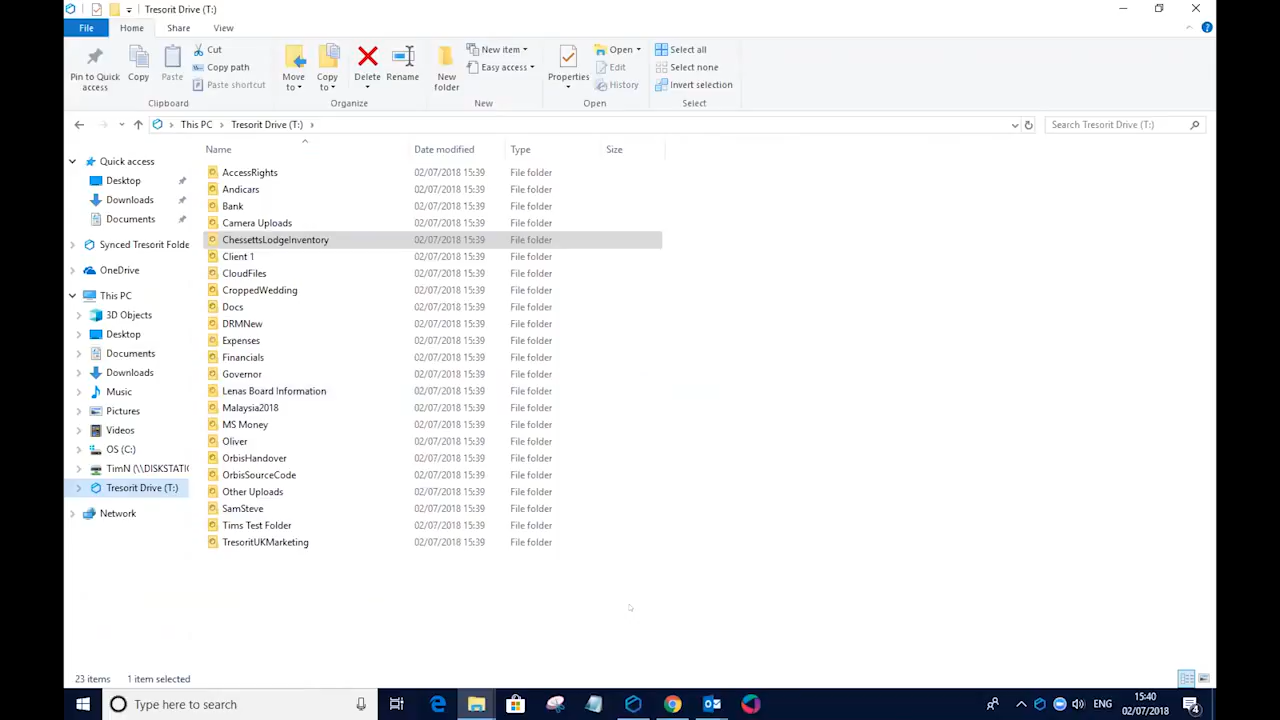 Tresorit Drive (T:)
File Home Share View
Pin to Quick access
Copy
Paste
Cut
Copy path
Paste shortcut
Clipboard
Move to
Copy to
Delete
Rename
Organize
New folder
New item
Easy access
New
Properties
Open
Edit
History
Open
Select all
Select none
Invert selection
Select
This PC Tresorit Drive (T:)
Search Tresorit Drive (T:)
Name Date modified Type Size
Quick access
Desktop
Downloads
Documents
Synced Tresorit Folde
OneDrive
This PC
3D Objects
Desktop
Documents
Downloads
Music
Pictures
Videos
OS (C:)
TimN (\\DISKSTATIC
Tresorit Drive (T:)
Network
AccessRights 02/07/2018 15:39 File folder
Andicars 02/07/2018 15:39 File folder
Bank 02/07/2018 15:39 File folder
Camera Uploads 02/07/2018 15:39 File folder
ChessettsLodgeInventory 02/07/2018 15:39 File folder
Client 1 02/07/2018 15:39 File folder
CloudFiles 02/07/2018 15:39 File folder
CroppedWedding 02/07/2018 15:39 File folder
Docs 02/07/2018 15:39 File folder
DRMNew 02/07/2018 15:39 File folder
Expenses 02/07/2018 15:39 File folder
Financials 02/07/2018 15:39 File folder
Governor 02/07/2018 15:39 File folder
Lenas Board Information 02/07/2018 15:39 File folder
Malaysia2018 02/07/2018 15:39 File folder
MS Money 02/07/2018 15:39 File folder
Oliver 02/07/2018 15:39 File folder
OrbisHandover 02/07/2018 15:39 File folder
OrbisSourceCode 02/07/2018 15:39 File folder
Other Uploads 02/07/2018 15:39 File folder
SamSteve 02/07/2018 15:39 File folder
Tims Test Folder 02/07/2018 15:39 File folder
TresoritUKMarketing 02/07/2018 15:39 File folder
23 items 1 item selected
Type here to search
ENG
15:40
02/07/2018
4